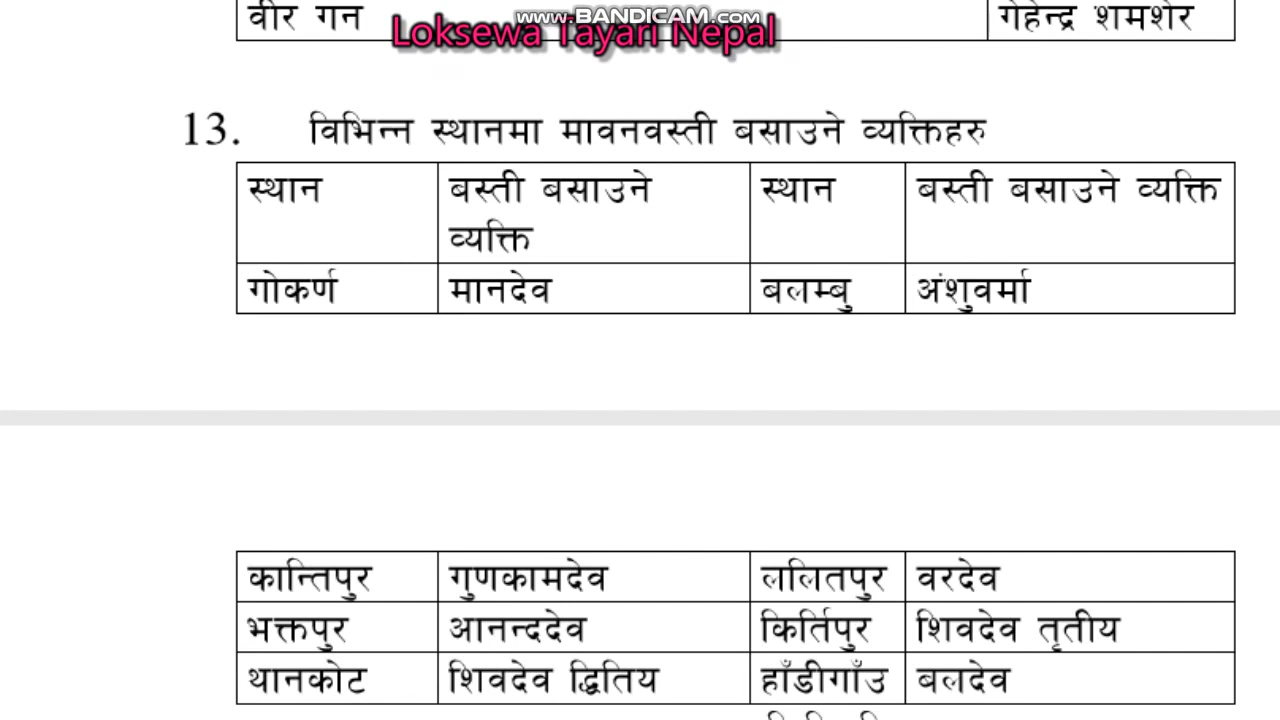 www.BANDICAM.com
वीर गन गेहेन्द्र शमशेर
Loksewa Tayari Nepal
13. विभिन्न स्थानमा मावनवस्ती बसाउने व्यक्तिहरु
स्थान बस्ती बसाउने व्यक्ति स्थान बस्ती बसाउने व्यक्ति
गोकर्ण मानदेव बलम्बु अंशुवर्मा
कान्तिपुर गुणकामदेव ललितपुर वरदेव
भक्तपुर आनन्ददेव किर्तिपुर शिवदेव तृतीय
थानकोट शिवदेव द्धितिय हाँडीगाँउ बलदेव